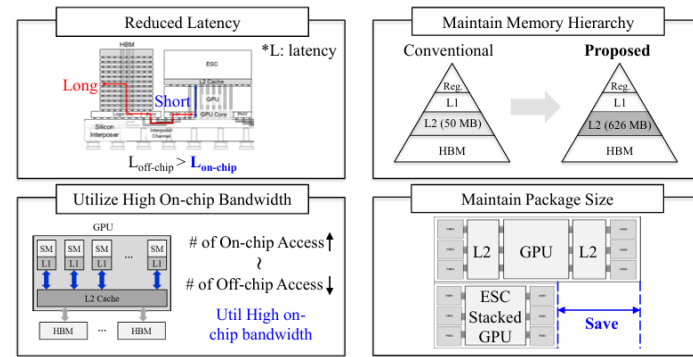 Reduced Latency
HBM
*L: latency
ESC
L2 Cache
Long
Short
GPU
GPU Core
PHY
Silicon
Interposer
Interposer
Channel
L off-chip > L on-chip
Maintain Memory Hierarchy
Conventional
Proposed
Reg.
L1
L2 (50 MB)
HBM
Reg.
L1
L2 (626 MB)
HBM
Utilize High On-chip Bandwidth
GPU
SM
L1
SM
L1
SM
L1
...
SM
L1
L2 Cache
HBM
...
HBM
# of On-chip Access ↑
~
# of Off-chip Access ↓
Util High on-
chip bandwidth
Maintain Package Size
L2
GPU
L2
ESC
Stacked
GPU
Save